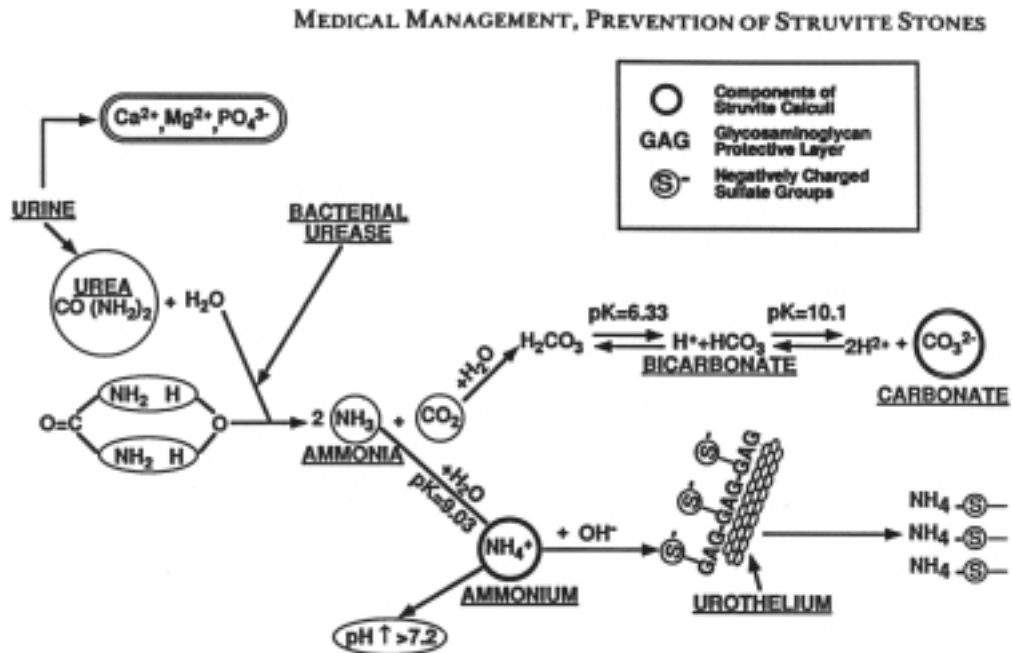 MEDICAL MANAGEMENT, PREVENTION OF STRUVITE STONES
Components of
Struvite Calculi
GAG Glycosaminoglycan
Protective Layer
S⁻ Negatively Charged
Sulfate Groups
Ca²⁺,Mg²⁺,PO₄³⁻
URINE
BACTERIAL
UREASE
UREA
CO (NH₂)₂ + H₂O
pK=6.33 pK=10.1
H₂CO₃ H⁺+HCO₃ 2H²⁺ + CO₃²⁻
BICARBONATE
CARBONATE
+H₂O
NH₂ H
O=C O 2 NH₃ + CO₂
NH₂ H
AMMONIA
+H₂O
pK=9.03
NH₄⁺ + OH⁻
AMMONIUM
pH ↑ >7.2
S⁻ S⁻ S⁻
GAG-GAG-GAG
UROTHELIUM
NH₄ -S-
NH₄ -S-
NH₄ -S-